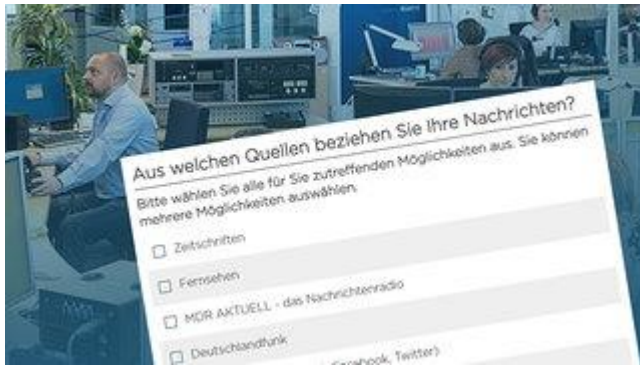 Aus welchen Quellen beziehen Sie Ihre Nachrichten?
Bitte wählen Sie alle für Sie zutreffenden Möglichkeiten aus. Sie können
mehrere Möglichkeiten auswählen.
Zeitschriften
Fernsehen
MDR AKTUELL - das Nachrichtenradio
Deutschlandfunk
Facebook, Twitter)